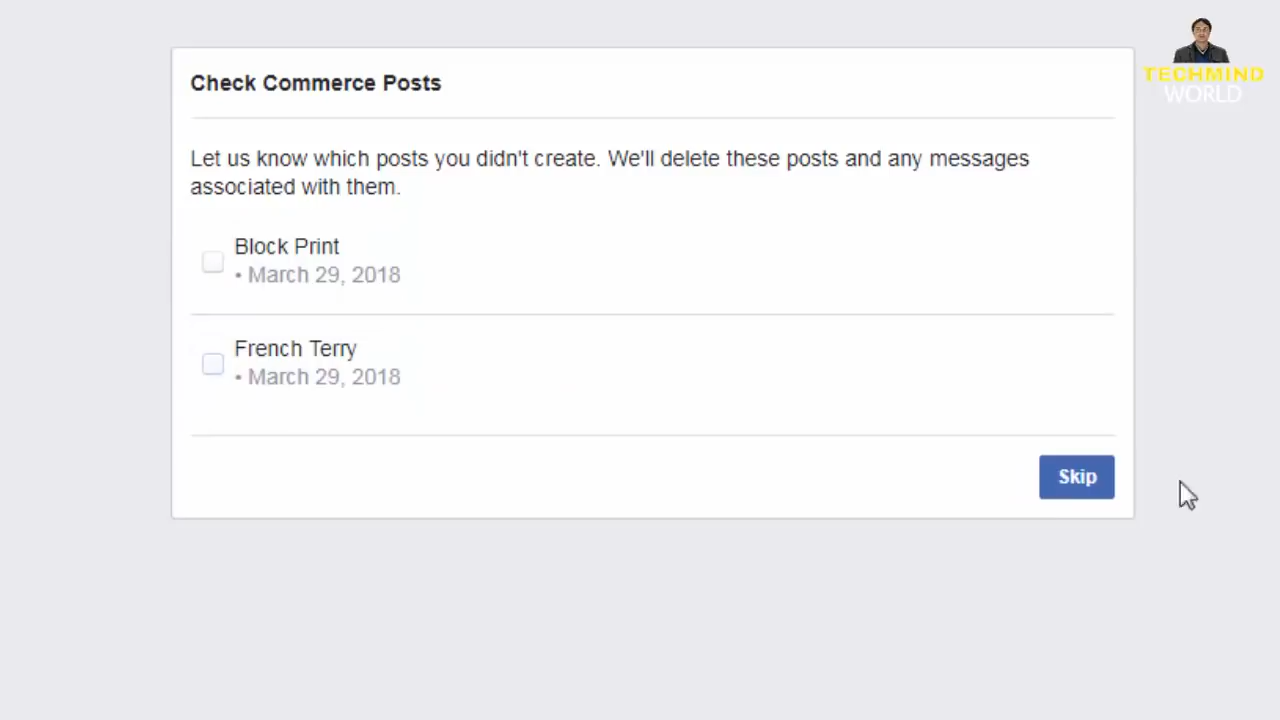 TECHMIND
WORLD
Check Commerce Posts
Let us know which posts you didn't create. We'll delete these posts and any messages
associated with them.
Block Print
• March 29, 2018
French Terry
• March 29, 2018
Skip